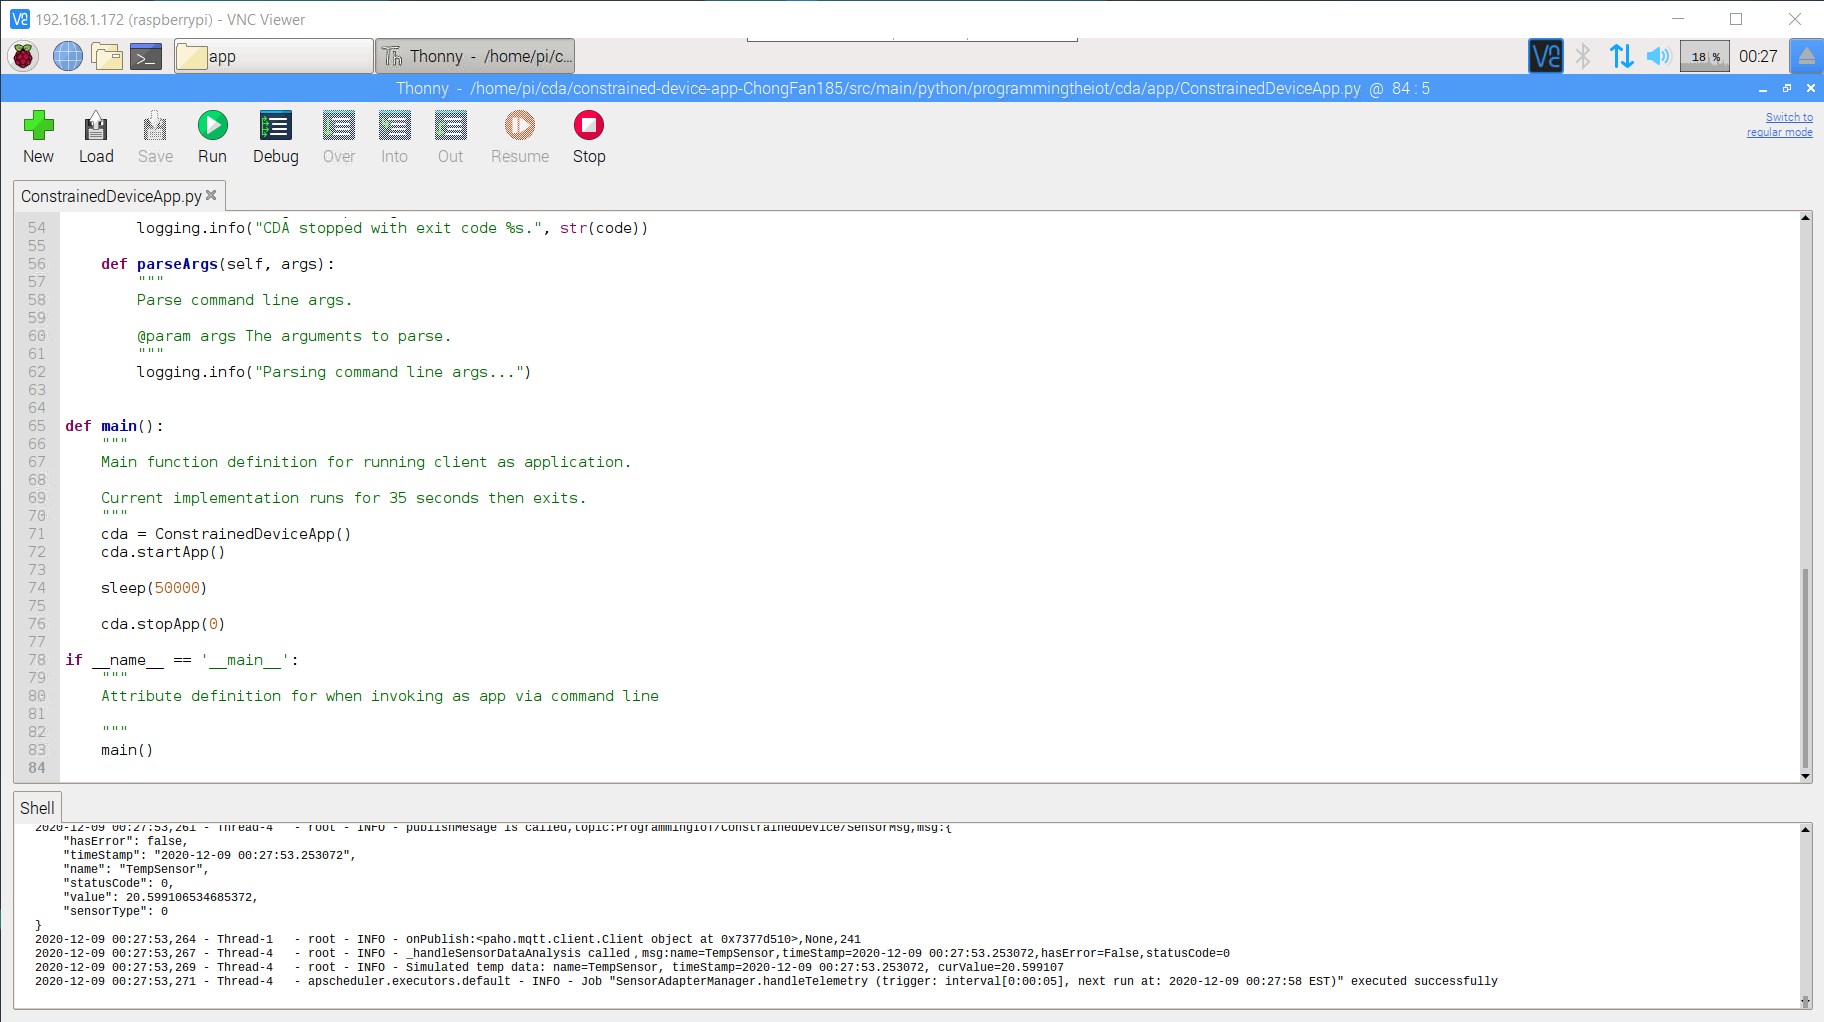 192.168.1.172 (raspberrypi) - VNC Viewer
app
Thonny - /home/pi/c...
18 %
00:27
Thonny - /home/pi/cda/constrained-device-app-ChongFan185/src/main/python/programmingtheiot/cda/app/ConstrainedDeviceApp.py @ 84 : 5
New Load Save Run Debug Over Into Out Resume Stop
Switch to
regular mode
ConstrainedDeviceApp.py
54 logging.info("CDA stopped with exit code %s.", str(code))
55
56 def parseArgs(self, args):
57 """
58 Parse command line args.
59
60 @param args The arguments to parse.
61 """
62 logging.info("Parsing command line args...")
63
64
65 def main():
66 """
67 Main function definition for running client as application.
68
69 Current implementation runs for 35 seconds then exits.
70 """
71 cda = ConstrainedDeviceApp()
72 cda.startApp()
73
74 sleep(50000)
75
76 cda.stopApp(0)
77
78 if __name__ == '__main__':
79 """
80 Attribute definition for when invoking as app via command line
81
82 """
83 main()
84
Shell
2020-12-09 00:27:53,261 - Thread-4 - root - INFO - publishMesage is called,topic:ProgrammingIoT/ConstrainedDevice/SensorMsg,msg:{
"hasError": false,
"timeStamp": "2020-12-09 00:27:53.253072",
"name": "TempSensor",
"statusCode": 0,
"value": 20.599106534685372,
"sensorType": 0
}
2020-12-09 00:27:53,264 - Thread-1 - root - INFO - onPublish:<paho.mqtt.client.Client object at 0x7377d510>,None,241
2020-12-09 00:27:53,267 - Thread-4 - root - INFO - _handleSensorDataAnalysis called，msg:name=TempSensor,timeStamp=2020-12-09 00:27:53.253072,hasError=False,statusCode=0
2020-12-09 00:27:53,269 - Thread-4 - root - INFO - Simulated temp data: name=TempSensor, timeStamp=2020-12-09 00:27:53.253072, curValue=20.599107
2020-12-09 00:27:53,271 - Thread-4 - apscheduler.executors.default - INFO - Job "SensorAdapterManager.handleTelemetry (trigger: interval[0:00:05], next run at: 2020-12-09 00:27:58 EST)" executed successfully